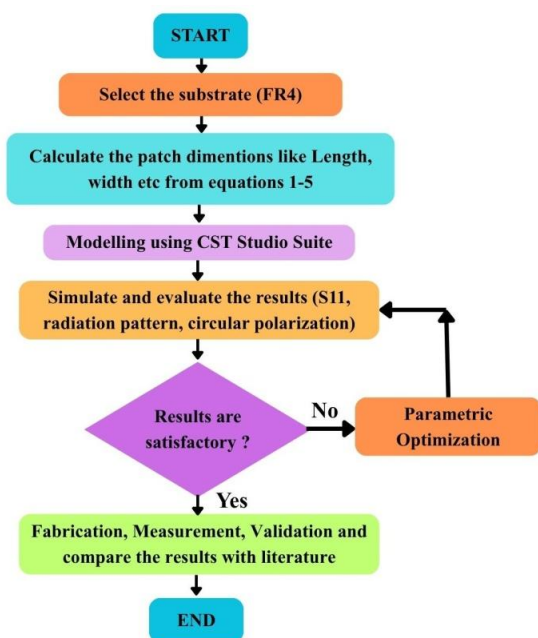 START
Select the substrate (FR4)
Calculate the patch dimentions like Length,
width etc from equations 1-5
Modelling using CST Studio Suite
Simulate and evaluate the results (S11,
radiation pattern, circular polarization)
Results are
satisfactory ?
No
Parametric
Optimization
Yes
Fabrication, Measurement, Validation and
compare the results with literature
END